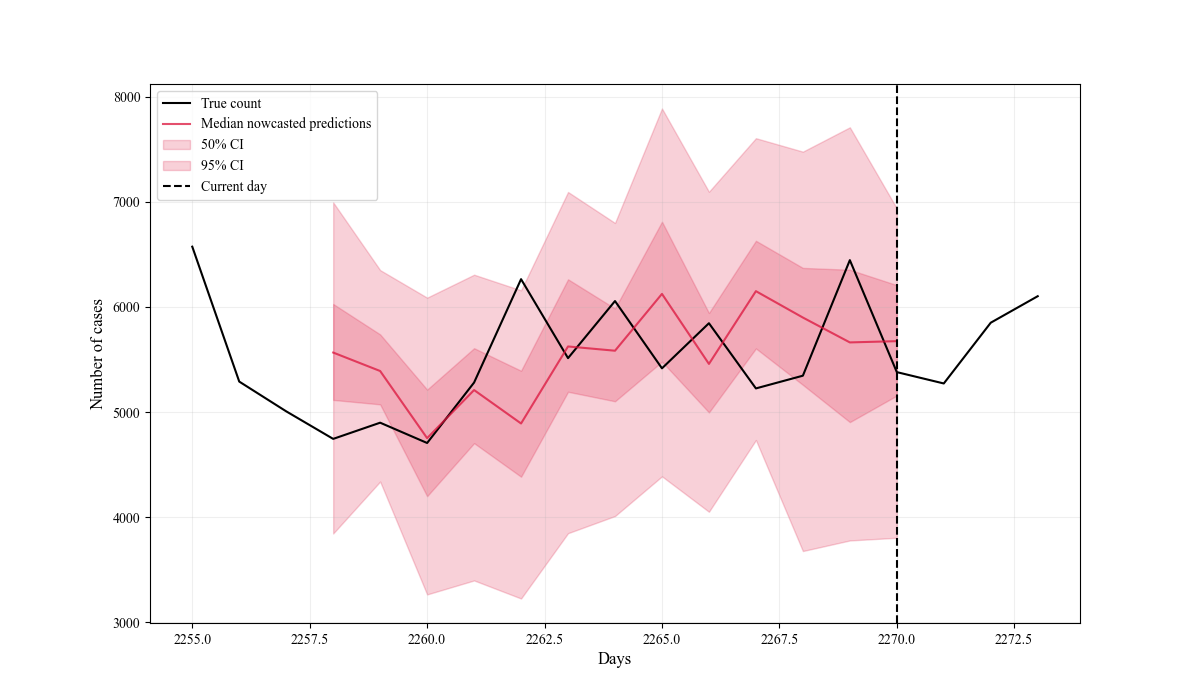 8000
7000
6000
5000
4000
3000
Number of cases
True count
Median nowcasted predictions
50% CI
95% CI
Current day
2255.0 2257.5 2260.0 2262.5 2265.0 2267.5 2270.0 2272.5
Days